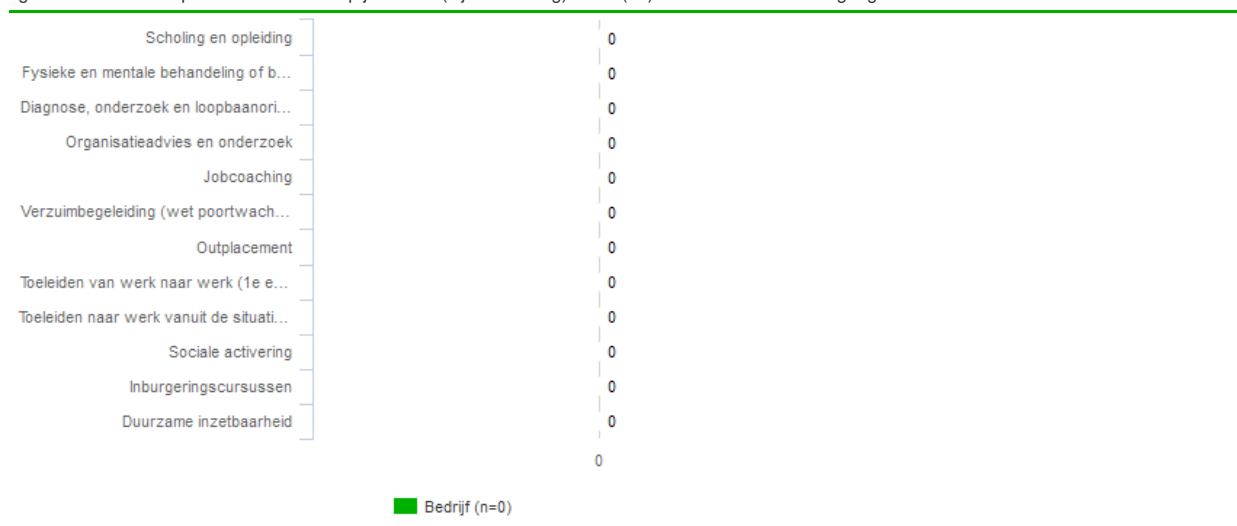 Scholing en opleiding 0
Fysieke en mentale behandeling of b... 0
Diagnose, onderzoek en loopbaanori... 0
Organisatieadvies en onderzoek 0
Jobcoaching 0
Verzuimbegeleiding (wet poortwach... 0
Outplacement 0
Toeleiden van werk naar werk (1e e... 0
Toeleiden naar werk vanuit de situati... 0
Sociale activering 0
Inburgeringscursussen 0
Duurzame inzetbaarheid 0
0
Bedrijf (n=0)